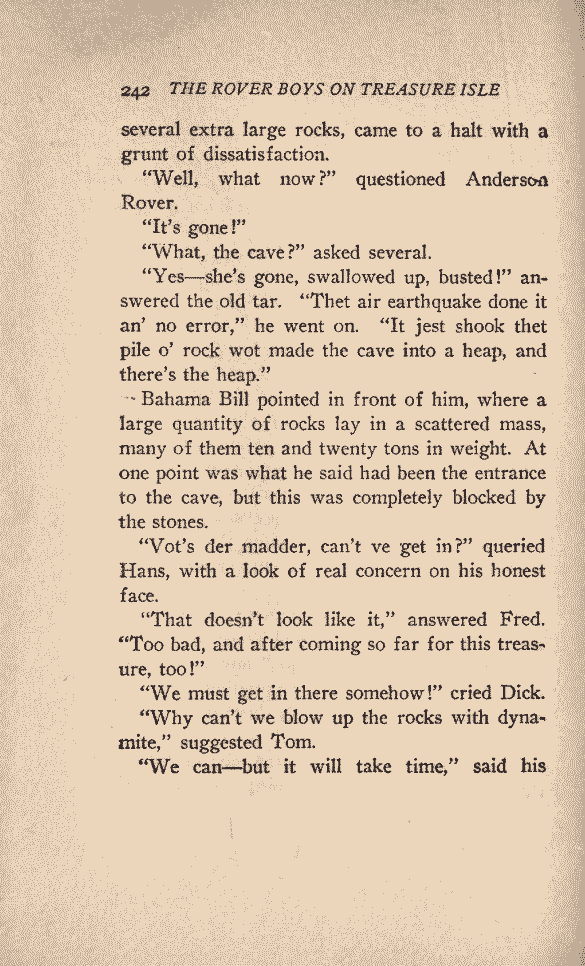 242 THE ROVER BOYS ON TREASURE ISLE
several extra large rocks, came to a halt with a
grunt of dissatisfaction.
“Well, what now?” questioned Anderson
Rover.
“It's gone!”
“What, the cave?” asked several.
“Yes—she's gone, swallowed up, busted!” an-
swered the old tar. “Thet air earthquake done it
an' no error,” he went on. “It jest shook thet
pile o' rock wot made the cave into a heap, and
there's the heap.”
Bahama Bill pointed in front of him, where a
large quantity of rocks lay in a scattered mass,
many of them ten and twenty tons in weight. At
one point was what he said had been the entrance
to the cave, but this was completely blocked by
the stones.
“Vot's der madder, can't ve get in?” queried
Hans, with a look of real concern on his honest
face.
“That doesn't look like it,” answered Fred.
“Too bad, and after coming so far for this treas-
ure, too!”
“We must get in there somehow!” cried Dick.
“Why can't we blow up the rocks with dyna-
mite,” suggested Tom.
“We can—but it will take time,” said his